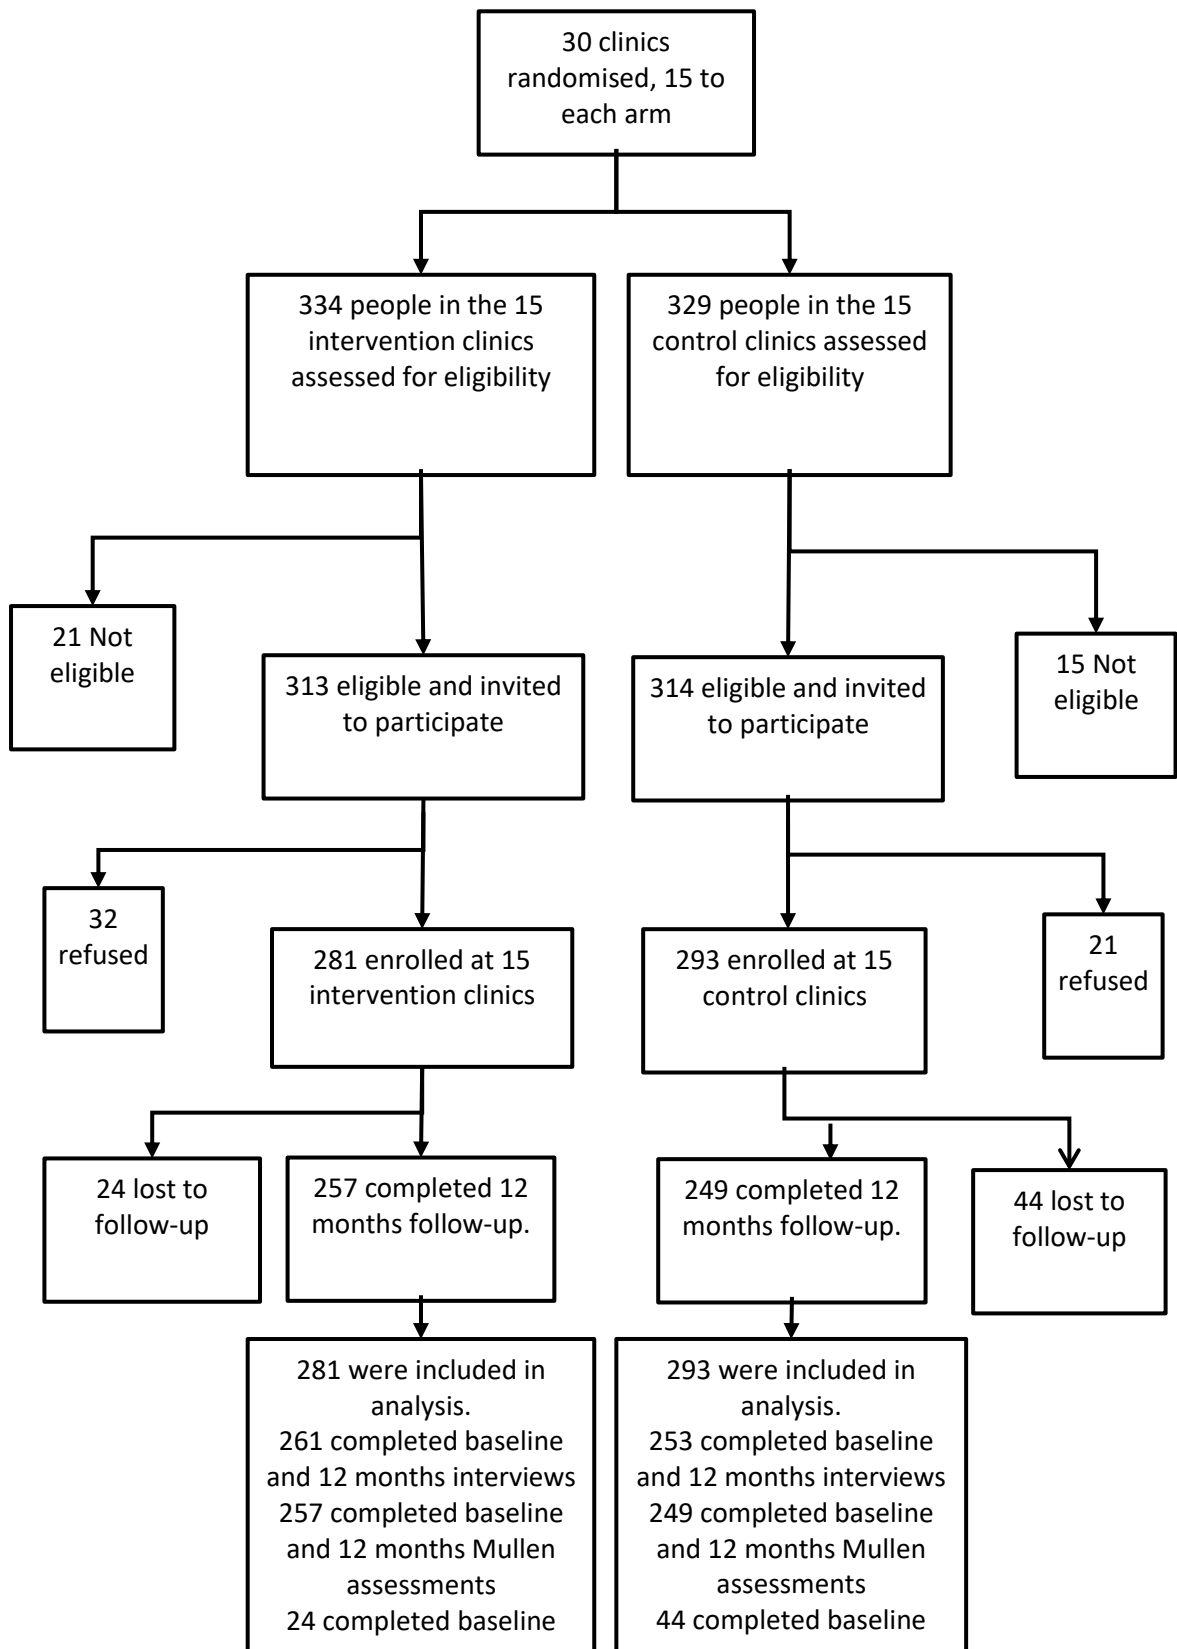 30 clinics
randomised, 15 to
each arm
334 people in the 15
intervention clinics
assessed for eligibility
329 people in the 15
control clinics assessed
for eligibility
21 Not
eligible
313 eligible and invited
to participate
314 eligible and invited
to participate
15 Not
eligible
32
refused
281 enrolled at 15
intervention clinics
293 enrolled at 15
control clinics
21
refused
24 lost to
follow-up
257 completed 12
months follow-up.
249 completed 12
months follow-up.
44 lost to
follow-up
281 were included in
analysis.
261 completed baseline
and 12 months interviews
257 completed baseline
and 12 months Mullen
assessments
24 completed baseline
293 were included in
analysis.
253 completed baseline
and 12 months interviews
249 completed baseline
and 12 months Mullen
assessments
44 completed baseline